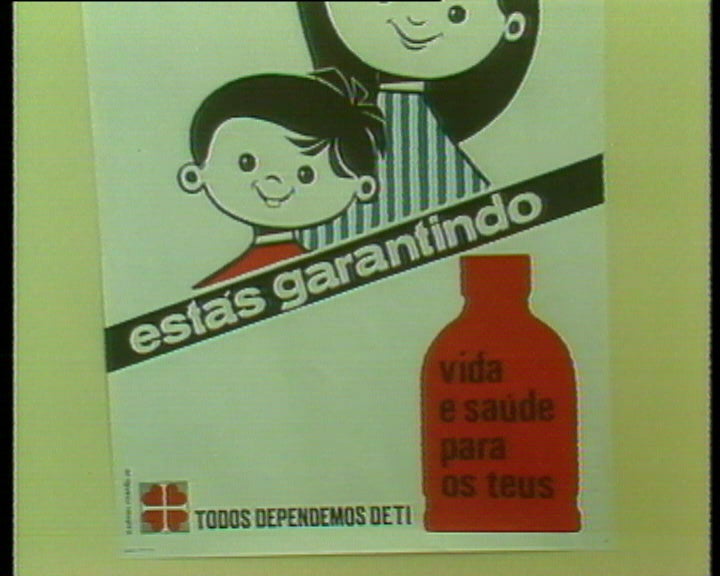 estás garantindo
vida
e saúde
para
os teus
TODOS DEPENDEMOS DE TI